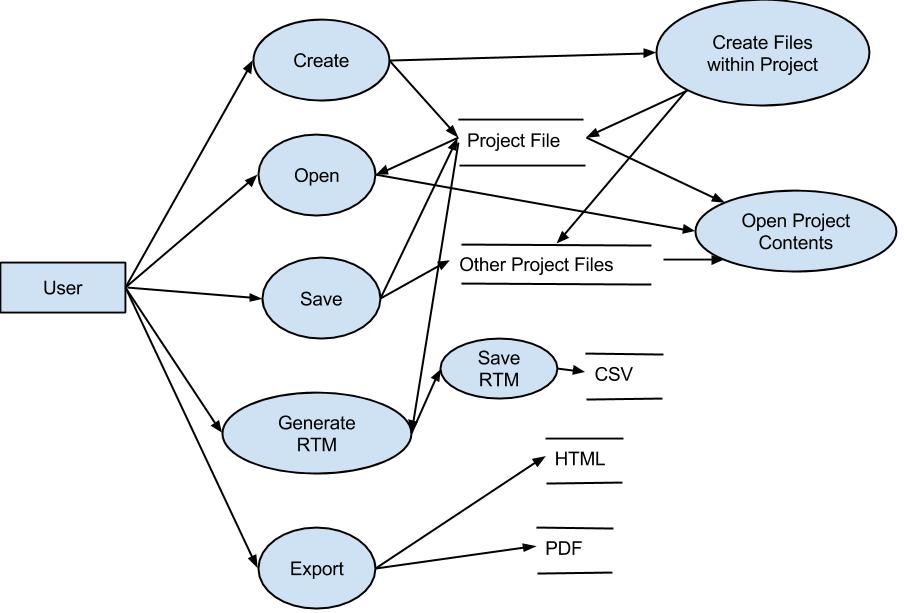 Create
Create Files
within Project
Project File
Open
Open Project
Contents
Other Project Files
User
Save
Save
RTM
CSV
Generate
RTM
HTML
PDF
Export